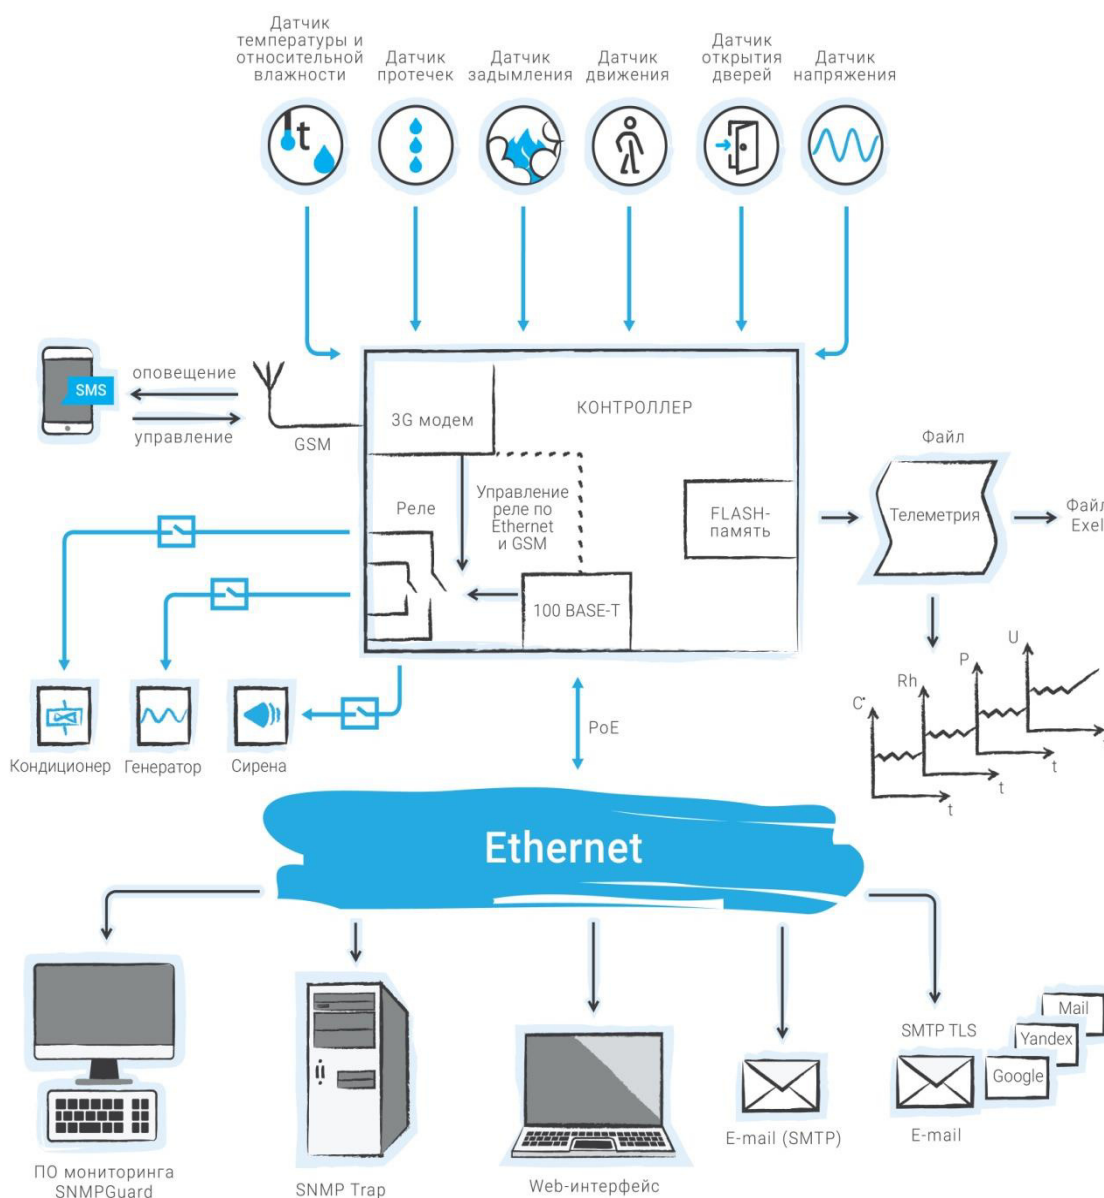 Датчик
температуры и
относительной
влажности
Датчик
протечек
Датчик
задымления
Датчик
движения
Датчик
открытия
дверей
Датчик
напряжения
t
SMS
оповещение
управление
GSM
3G модем
КОНТРОЛЛЕР
Реле
Управление
реле по
Ethernet
и GSM
FLASH-
память
100 BASE-T
Файл
Телеметрия
Файл
Exel
Кондиционер
Генератор
Сирена
PoE
C°
t
Rh
t
P
t
U
Ethernet
ПО мониторинга
SNMPGuard
SNMP Trap
Web-интерфейс
E-mail (SMTP)
SMTP TLS
Mail
Yandex
Google
E-mail